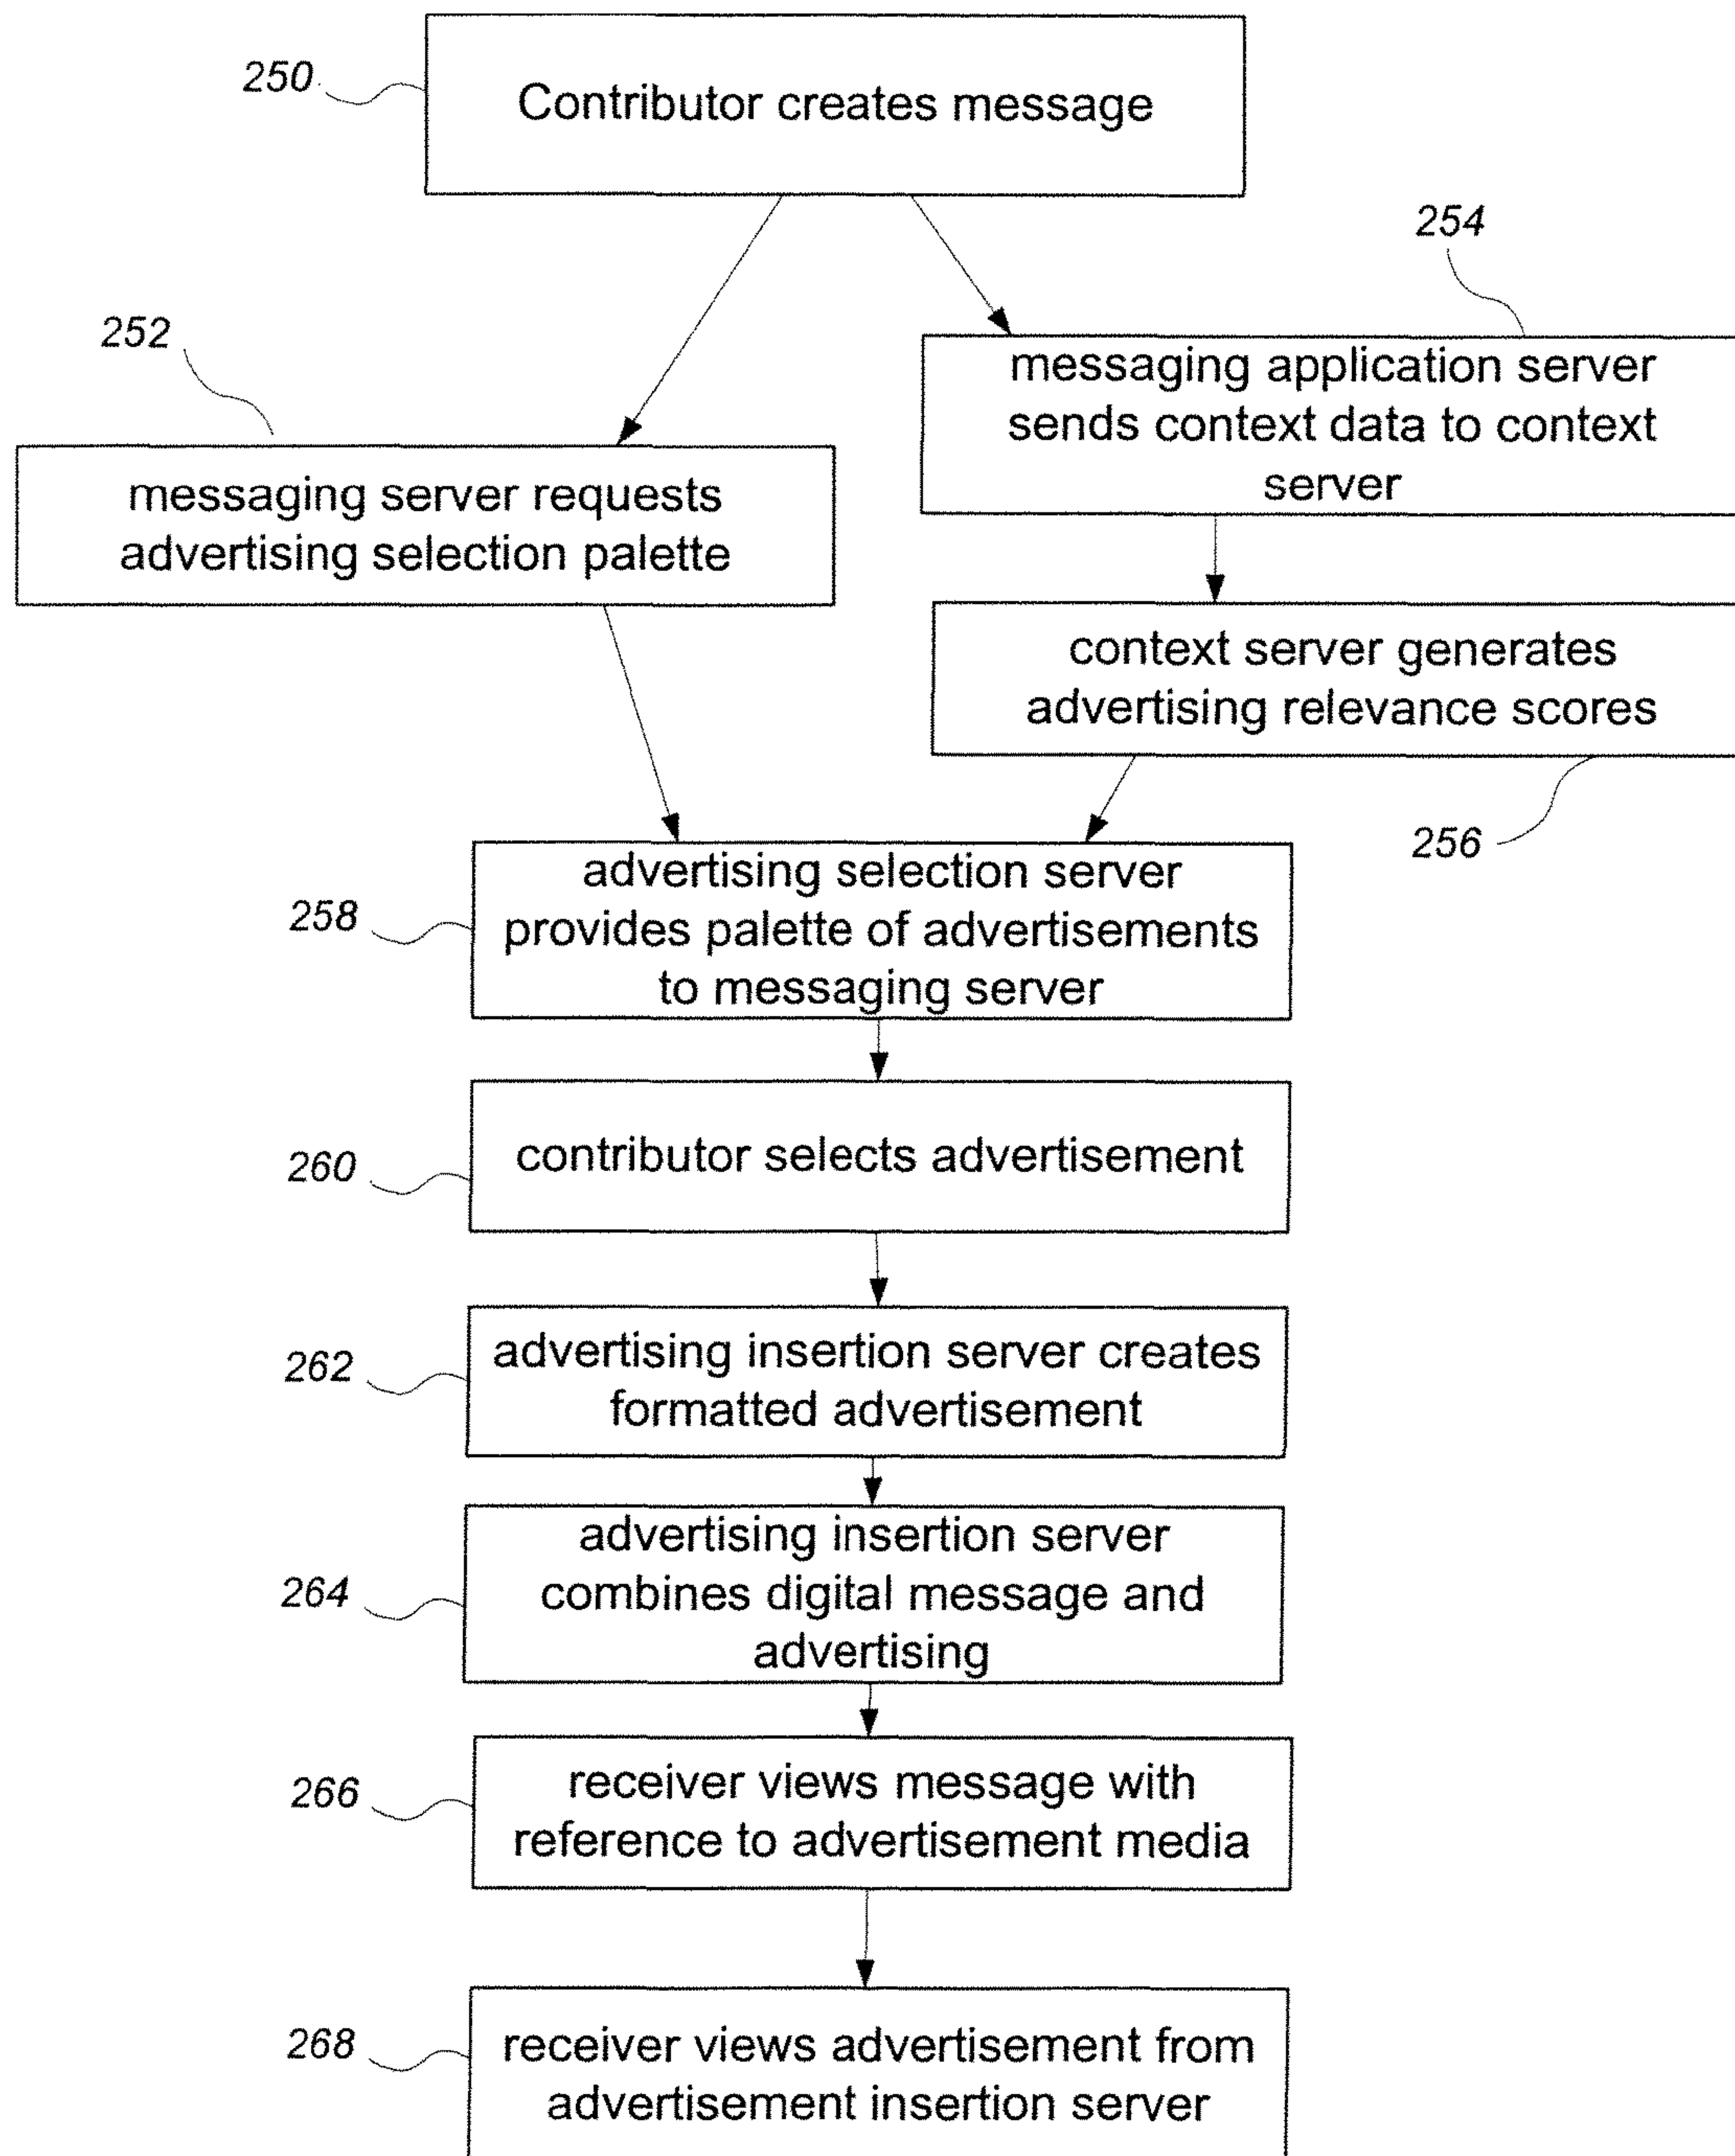 250
Contributor creates message
254
252
messaging application server
sends context data to context
server
messaging server requests
advertising selection palette
context server generates
advertising relevance scores
256
258
advertising selection server
provides palette of advertisements
to messaging server
260
contributor selects advertisement
262
advertising insertion server creates
formatted advertisement
264
advertising insertion server
combines digital message and
advertising
266
receiver views message with
reference to advertisement media
268
receiver views advertisement from
advertisement insertion server